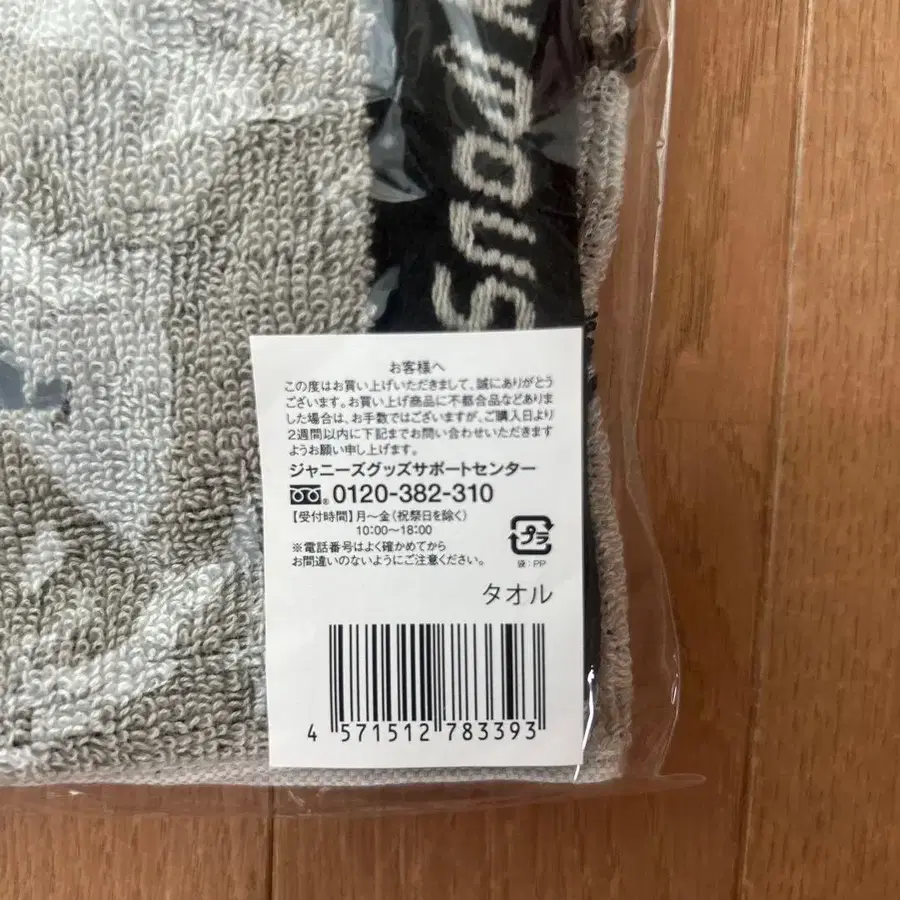 Snow M
お客様へ
この度はお買い上げいただきまして、誠にありがとう
ございます。お買い上げ商品に不都合品などありま
した場合は、お手数ではございますが、ご購入日より
2週間以内に下記までお問い合わせいただきます
ようお願い申し上げます。
ジャニーズグッズサポートセンター
0120-382-310
【受付時間】月〜金(祝祭日を除く)
10:00〜18:00
※電話番号はよく確かめてから
お間違いのないようにご注意ください。
プラ
袋:PP
タオル
4 571512 783393